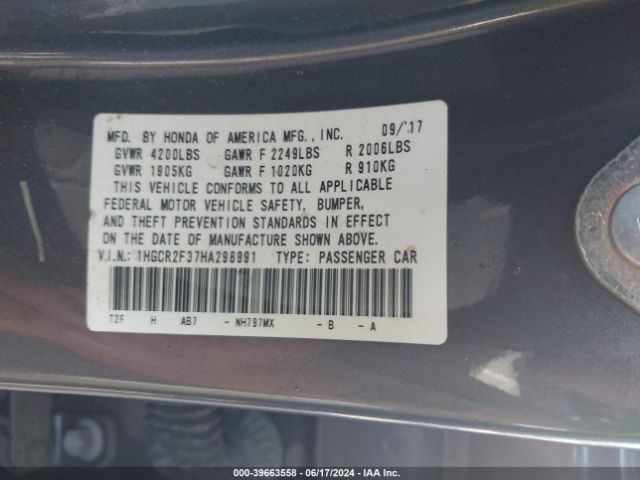 MFD. BY HONDA OF AMERICA MFG., INC. 09/17
GVWR 4200LBS GAWR F 2249LBS R 2006LBS
GVWR 1905KG GAWR F 1020KG R 910KG
THIS VEHICLE CONFORMS TO ALL APPLICABLE
FEDERAL MOTOR VEHICLE SAFETY, BUMPER,
AND THEFT PREVENTION STANDARDS IN EFFECT
ON THE DATE OF MANUFACTURE SHOWN ABOVE.
V.I.N.: 1HGCR2F37HA298991 TYPE: PASSENGER CAR
T2F H AB7 - NH797MX - B - A
000-39663558 - 06/17/2024 - IAA Inc.